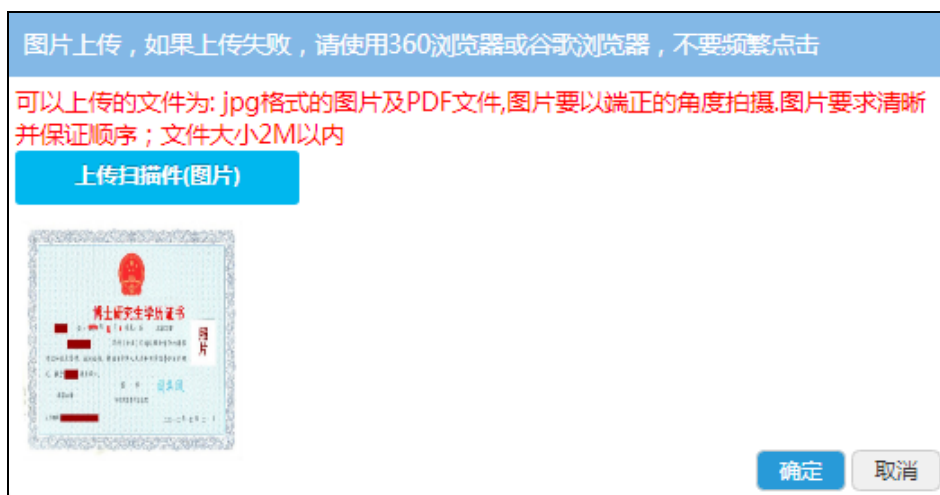 图片上传，如果上传失败，请使用360浏览器或谷歌浏览器，不要频繁点击
可以上传的文件为: jpg格式的图片及PDF文件,图片要以端正的角度拍摄.图片要求清晰
并保证顺序；文件大小2M以内
上传扫描件(图片)
博士研究生学历证书
照片
确定
取消